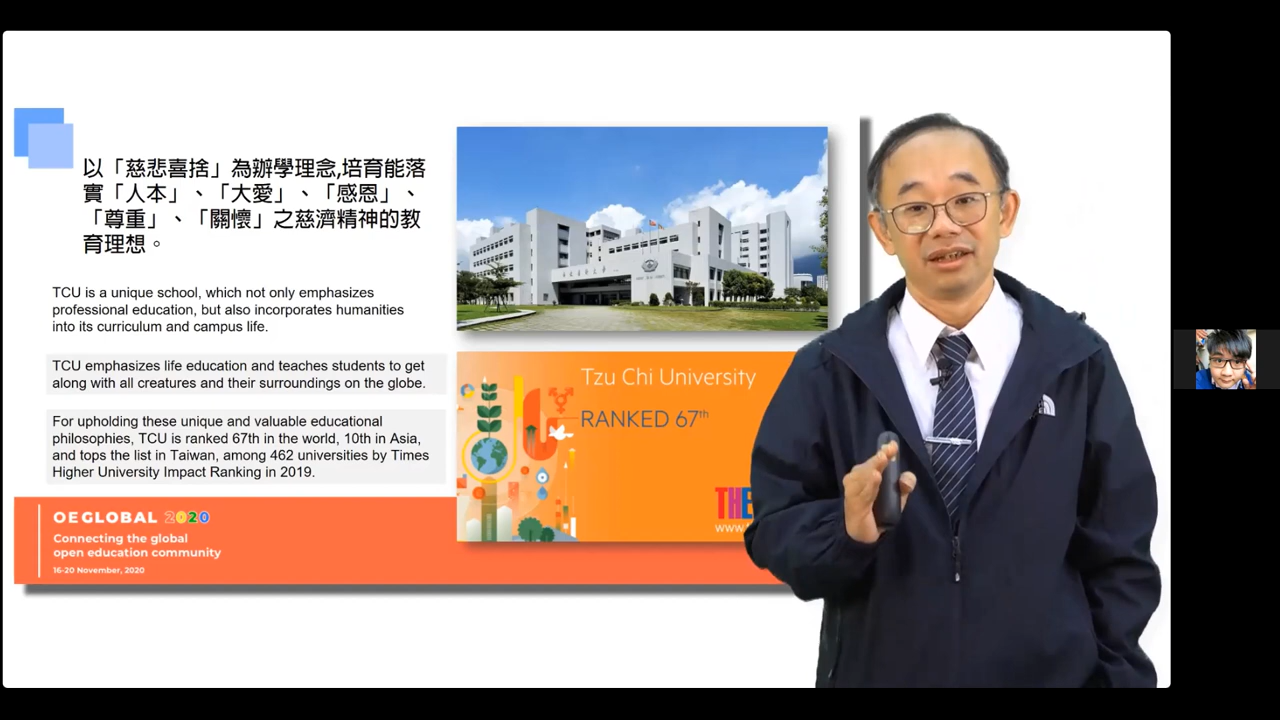 以「慈悲喜捨」為辦學理念,培育能落
實「人本」、「大愛」、「感恩」、
「尊重」、「關懷」之慈濟精神的教
育理想。
TCU is a unique school, which not only emphasizes
professional education, but also incorporates humanities
into its curriculum and campus life.
TCU emphasizes life education and teaches students to get
along with all creatures and their surroundings on the globe.
For upholding these unique and valuable educational
philosophies, TCU is ranked 67th in the world, 10th in Asia,
and tops the list in Taiwan, among 462 universities by Times
Higher University Impact Ranking in 2019.
Tzu Chi University
RANKED 67th
THE
www.
OEGLOBAL 2020
Connecting the global
open education community
16-20 November, 2020